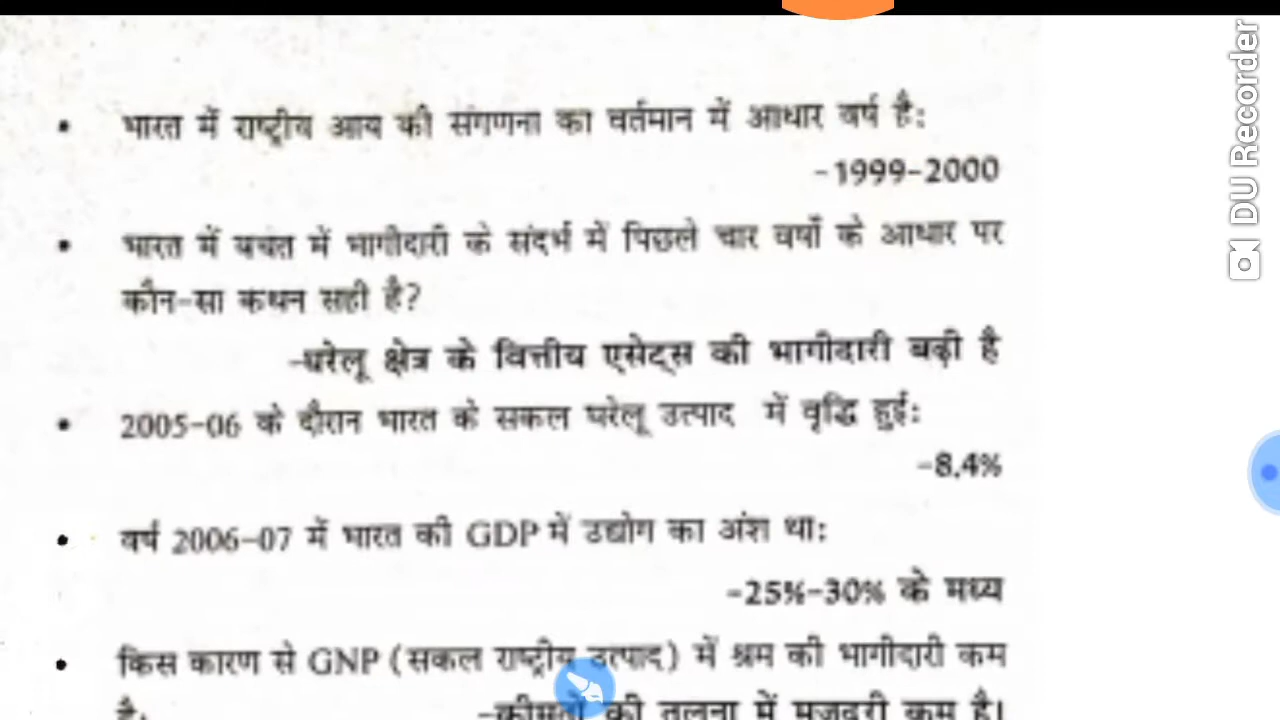 • भारत में राष्ट्रीय आय की संगणना का वर्तमान में आधार वर्ष है:
-1999-2000
• भारत में बचत में भागीदारी के संदर्भ में पिछले चार वर्षों के आधार पर
कौन-सा कथन सही है?
-घरेलू क्षेत्र के वित्तीय एसेट्स की भागीदारी बढ़ी है
• 2005-06 के दौरान भारत के सकल घरेलू उत्पाद में वृद्धि हुई:
-8.4%
• वर्ष 2006-07 में भारत की GDP में उद्योग का अंश था:
-25%-30% के मध्य
• किस कारण से GNP (सकल राष्ट्रीय उत्पाद) में श्रम की भागीदारी कम
है: -कीमतों की तुलना में मजदूरी कम है।
DU Recorder